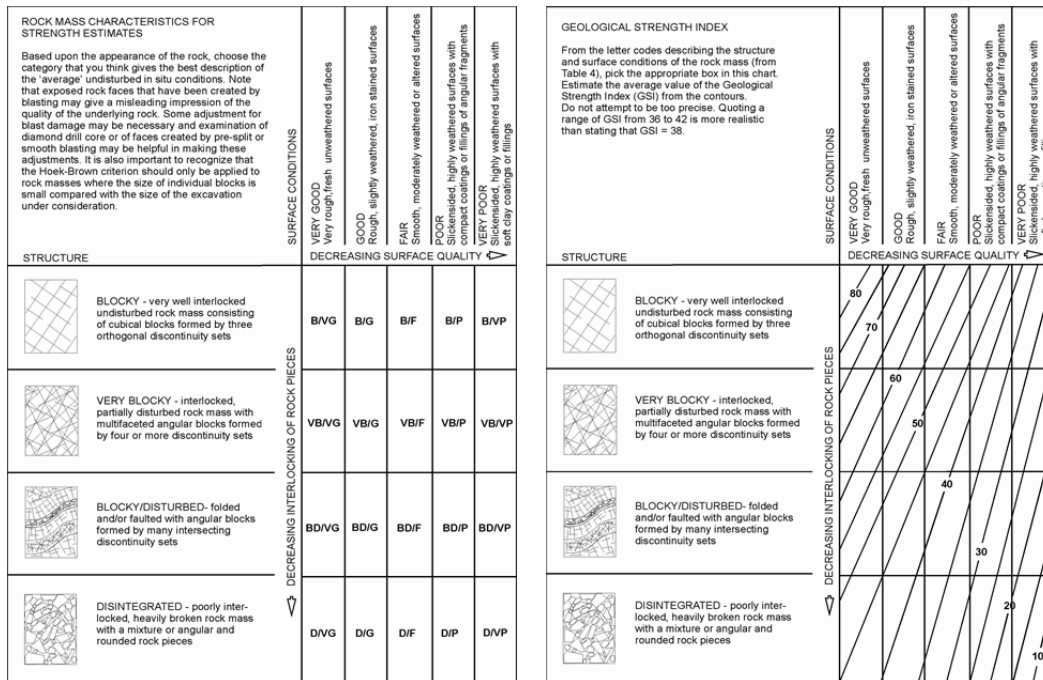 ROCK MASS CHARACTERISTICS FOR
STRENGTH ESTIMATES
Based upon the appearance of the rock, choose the
category that you think gives the best description of
the 'average' undisturbed in situ conditions. Note
that exposed rock faces that have been created by
blasting may give a misleading impression of the
quality of the underlying rock. Some adjustment for
blast damage may be necessary and examination of
diamond drill core or of faces created by pre-split or
smooth blasting may be helpful in making these
adjustments. It is also important to recognize that
the Hoek-Brown criterion should only be applied to
rock masses where the size of individual blocks is
small compared with the size of the excavation
under consideration.
SURFACE CONDITIONS
VERY GOOD
Very rough,fresh unweathered surfaces
GOOD
Rough, slightly weathered, iron stained surfaces
FAIR
Smooth, moderately weathered or altered surfaces
POOR
Slickensided, highly weathered surfaces with
compact coatings or fillings of angular fragments
VERY POOR
Slickensided, highly weathered surfaces with
soft clay coatings or fillings
STRUCTURE
DECREASING SURFACE QUALITY
DECREASING INTERLOCKING OF ROCK PIECES
BLOCKY - very well interlocked
undisturbed rock mass consisting
of cubical blocks formed by three
orthogonal discontinuity sets
B/VG B/G B/F B/P B/VP
VERY BLOCKY - interlocked,
partially disturbed rock mass with
multifaceted angular blocks formed
by four or more discontinuity sets
VB/VG VB/G VB/F VB/P VB/VP
BLOCKY/DISTURBED- folded
and/or faulted with angular blocks
formed by many intersecting
discontinuity sets
BD/VG BD/G BD/F BD/P BD/VP
DISINTEGRATED - poorly inter-
locked, heavily broken rock mass
with a mixture or angular and
rounded rock pieces
D/VG D/G D/F D/P D/VP
GEOLOGICAL STRENGTH INDEX
From the letter codes describing the structure
and surface conditions of the rock mass (from
Table 4), pick the appropriate box in this chart.
Estimate the average value of the Geological
Strength Index (GSI) from the contours.
Do not attempt to be too precise. Quoting a
range of GSI from 36 to 42 is more realistic
than stating that GSI = 38.
SURFACE CONDITIONS
VERY GOOD
Very rough,fresh unweathered surfaces
GOOD
Rough, slightly weathered, iron stained surfaces
FAIR
Smooth, moderately weathered or altered surfaces
POOR
Slickensided, highly weathered surfaces with
compact coatings or fillings of angular fragments
VERY POOR
Slickensided, highly weathered surfaces with
STRUCTURE
DECREASING SURFACE QUALITY
DECREASING INTERLOCKING OF ROCK PIECES
BLOCKY - very well interlocked
undisturbed rock mass consisting
of cubical blocks formed by three
orthogonal discontinuity sets
80
70
VERY BLOCKY - interlocked,
partially disturbed rock mass with
multifaceted angular blocks formed
by four or more discontinuity sets
60
50
BLOCKY/DISTURBED- folded
and/or faulted with angular blocks
formed by many intersecting
discontinuity sets
40
30
DISINTEGRATED - poorly inter-
locked, heavily broken rock mass
with a mixture or angular and
rounded rock pieces
20
10